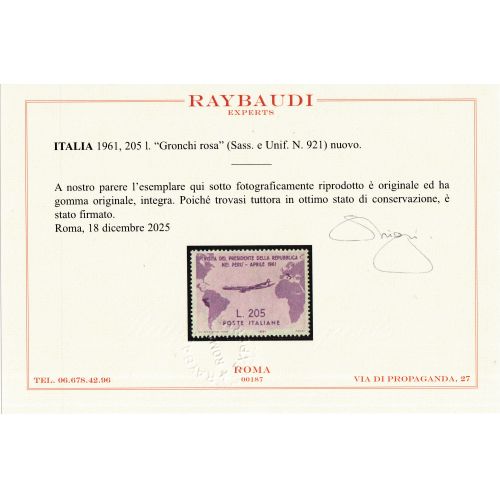 RAYBAUDI
EXPERTS
ITALIA 1961, 205 l. “Gronchi rosa” (Sass. e Unif. N. 921) nuovo.
A nostro parere l'esemplare qui sotto fotograficamente riprodotto è originale ed ha
gomma originale, integra. Poiché trovasi tuttora in ottimo stato di conservazione, è
stato firmato.
Roma, 18 dicembre 2025
VISITA DEL PRESIDENTE DELLA REPUBBLICA
NEL PERU' - APRILE 1961
L. 205
POSTE ITALIANE
ROMA
00187
TEL. 06.678.42.96
VIA DI PROPAGANDA, 27